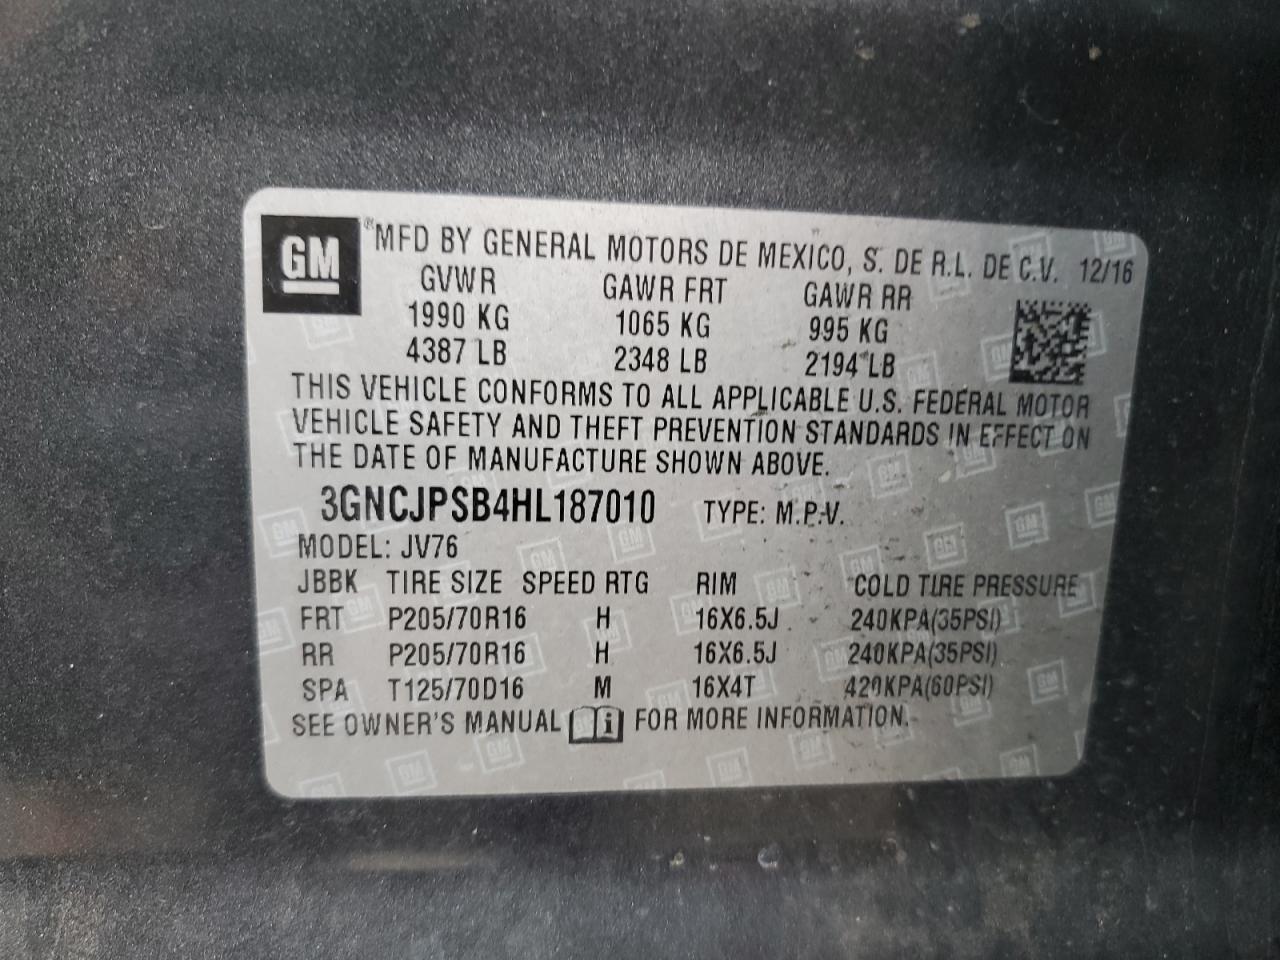 GM
® MFD BY GENERAL MOTORS DE MEXICO, S. DE R.L. DE C.V. 12/16
GVWR GAWR FRT GAWR RR
1990 KG 1065 KG 995 KG
4387 LB 2348 LB 2194 LB
THIS VEHICLE CONFORMS TO ALL APPLICABLE U.S. FEDERAL MOTOR
VEHICLE SAFETY AND THEFT PREVENTION STANDARDS IN EFFECT ON
THE DATE OF MANUFACTURE SHOWN ABOVE.
3GNCJPSB4HL187010 TYPE: M.P.V.
MODEL: JV76
JBBK TIRE SIZE SPEED RTG RIM COLD TIRE PRESSURE
FRT P205/70R16 H 16X6.5J 240KPA(35PSI)
RR P205/70R16 H 16X6.5J 240KPA(35PSI)
SPA T125/70D16 M 16X4T 420KPA(60PSI)
SEE OWNER'S MANUAL i FOR MORE INFORMATION.